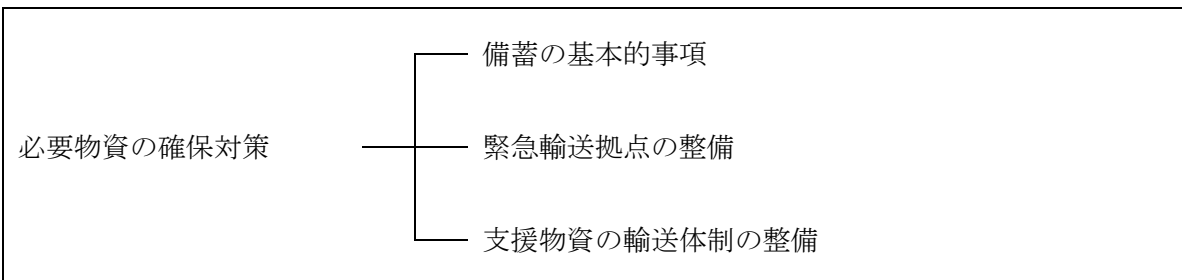 必要物資の確保対策
備蓄の基本的事項
緊急輸送拠点の整備
支援物資の輸送体制の整備